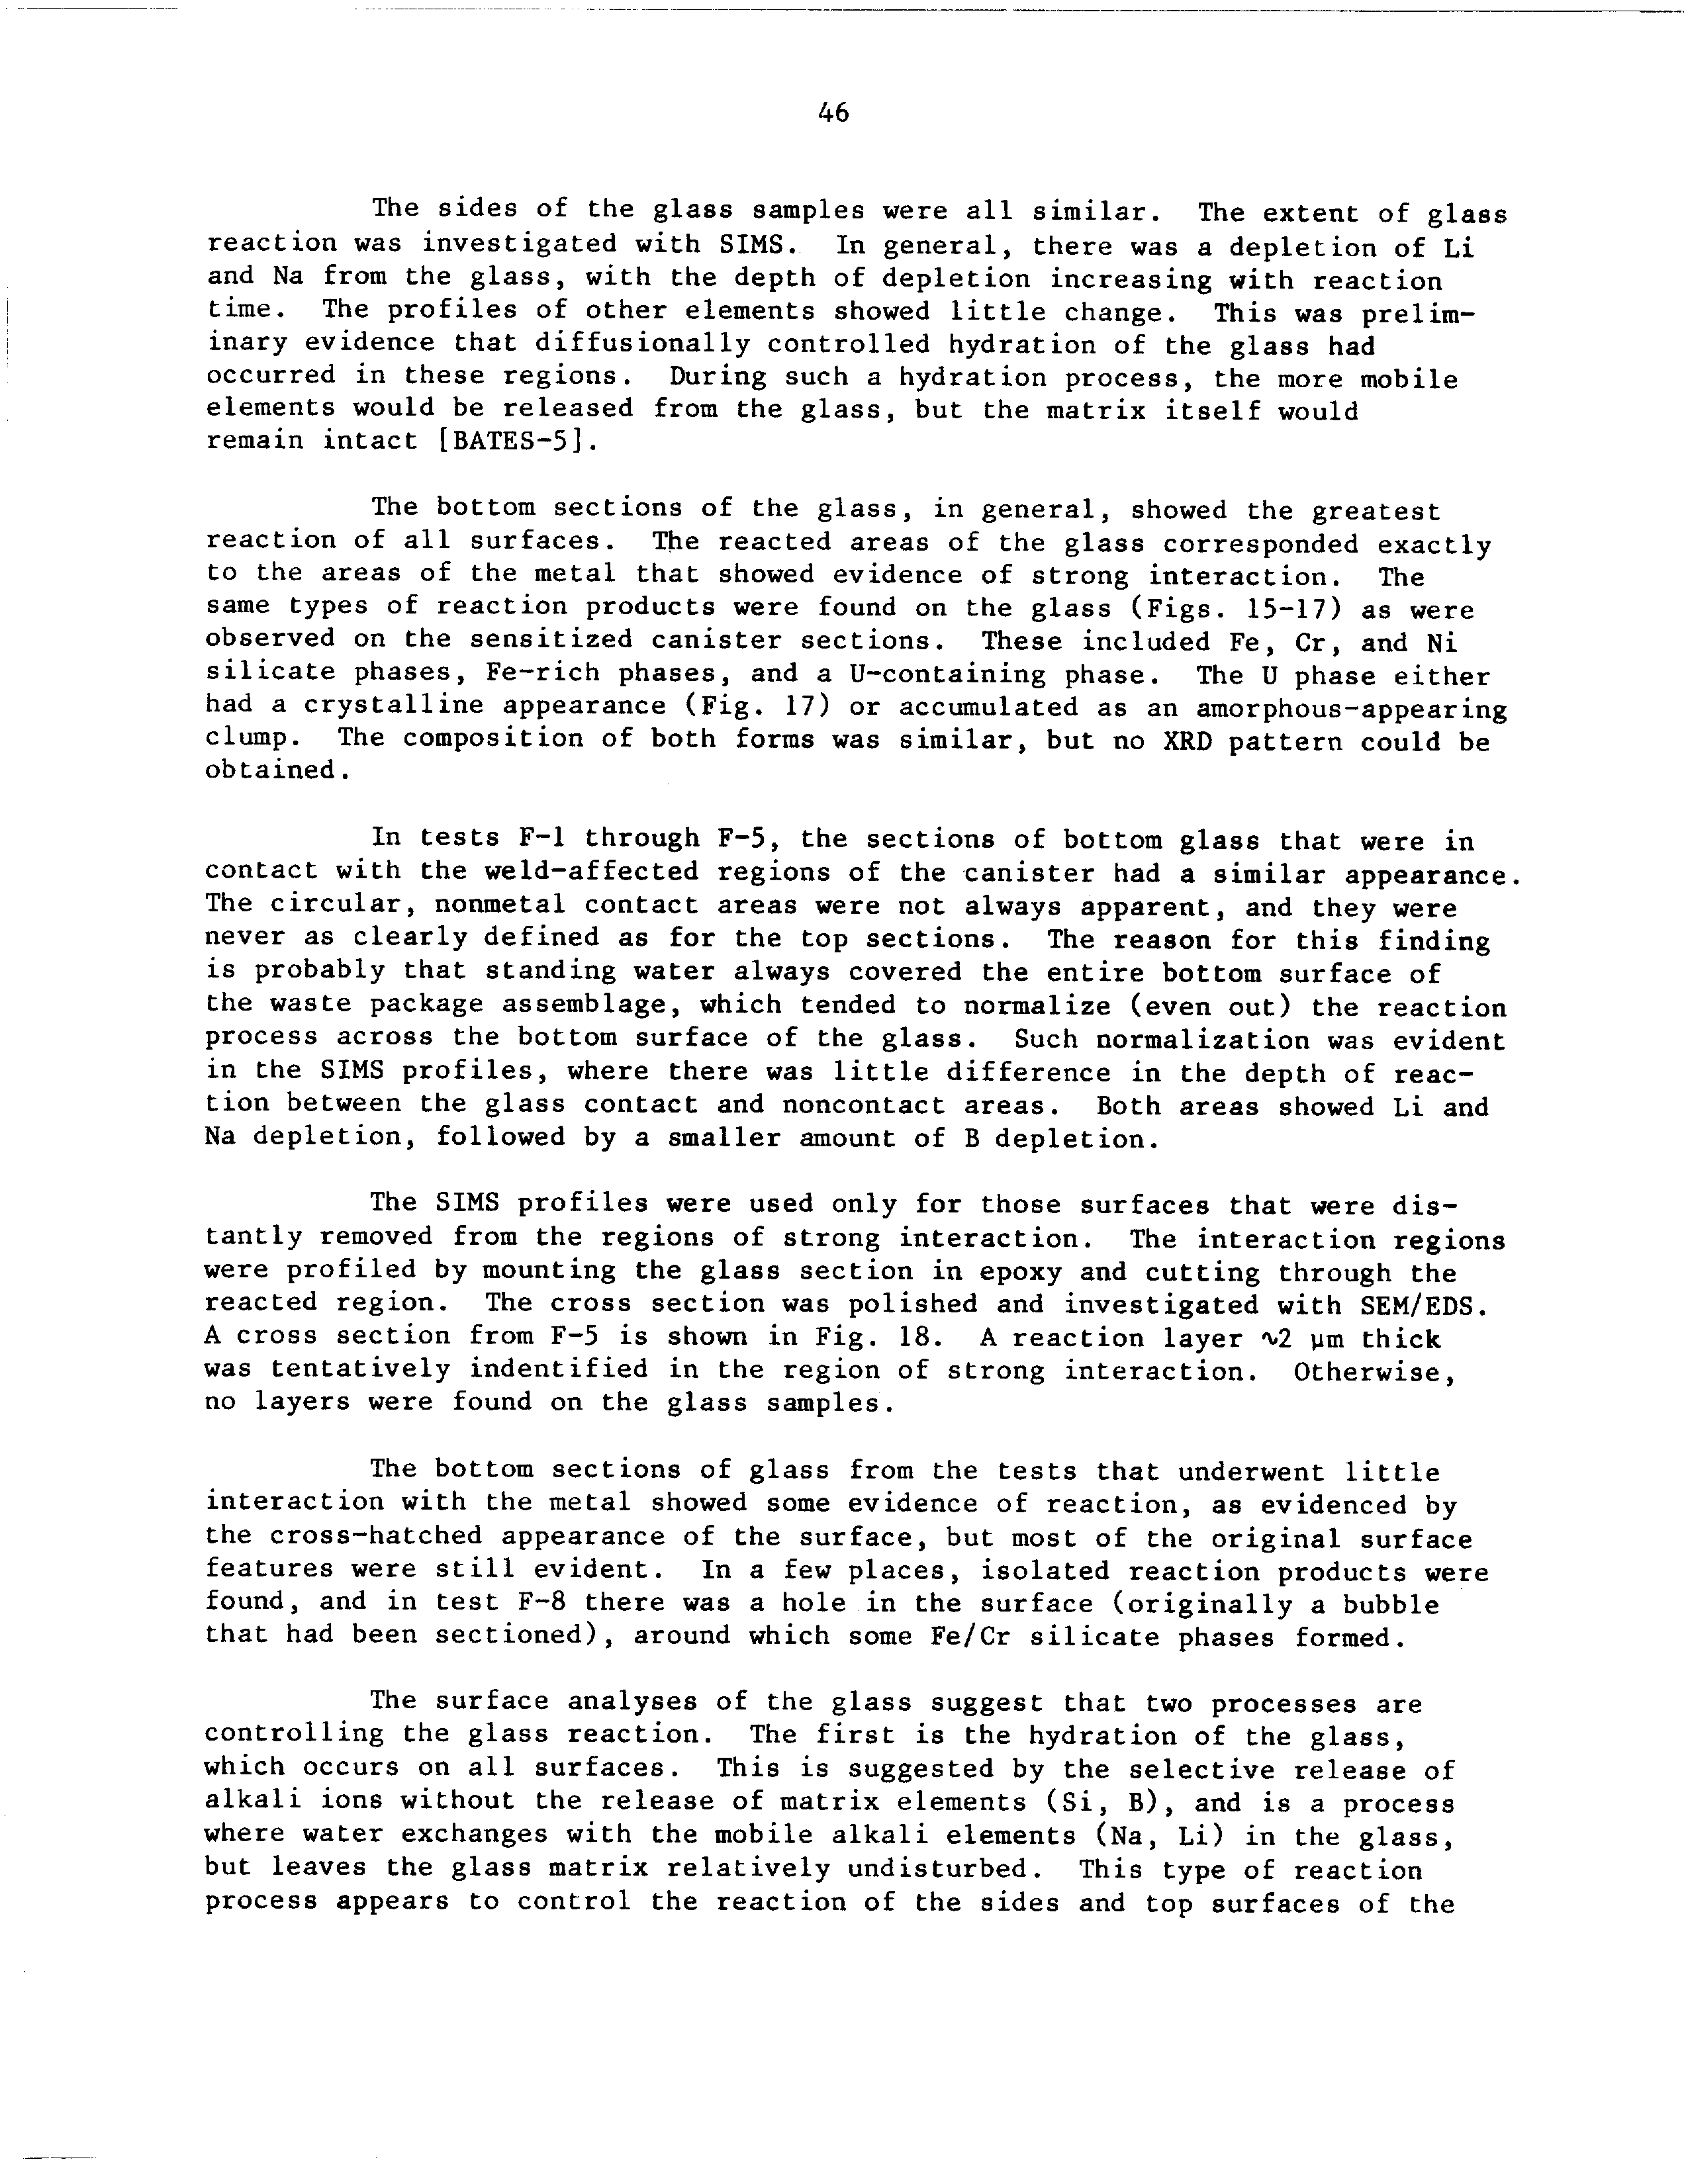 46
The sides of the glass samples were all similar. The extent of glass
reaction was investigated with SIMS. In general, there was a depletion of Li
and Na from the glass, with the depth of depletion increasing with reaction
time. The profiles of other elements showed little change. This was prelim-
inary evidence that diffusionally controlled hydration of the glass had
occurred in these regions. During such a hydration process, the more mobile
elements would be released from the glass, but the matrix itself would
remain intact [BATES-5].
The bottom sections of the glass, in general, showed the greatest
reaction of all surfaces. The reacted areas of the glass corresponded exactly
to the areas of the metal that showed evidence of strong interaction. The
same types of reaction products were found on the glass (Figs. 15-17) as were
observed on the sensitized canister sections. These included Fe, Cr, and Ni
silicate phases, Fe-rich phases, and a U-containing phase. The U phase either
had a crystalline appearance (Fig. 17) or accumulated as an amorphous-appearing
clump. The composition of both forms was similar, but no XRD pattern could be
obtained.
In tests F-1 through F-5, the sections of bottom glass that were in
contact with the weld-affected regions of the canister had a similar appearance.
The circular, nonmetal contact areas were not always apparent, and they were
never as clearly defined as for the top sections. The reason for this finding
is probably that standing water always covered the entire bottom surface of
the waste package assemblage, which tended to normalize (even out) the reaction
process across the bottom surface of the glass. Such normalization was evident
in the SIMS profiles, where there was little difference in the depth of reac-
tion between the glass contact and noncontact areas. Both areas showed Li and
Na depletion, followed by a smaller amount of B depletion.
The SIMS profiles were used only for those surfaces that were dis-
tantly removed from the regions of strong interaction. The interaction regions
were profiled by mounting the glass section in epoxy and cutting through the
reacted region. The cross section was polished and investigated with SEM/EDS.
A cross section from F-5 is shown in Fig. 18. A reaction layer ∿2 µm thick
was tentatively indentified in the region of strong interaction. Otherwise,
no layers were found on the glass samples.
The bottom sections of glass from the tests that underwent little
interaction with the metal showed some evidence of reaction, as evidenced by
the cross-hatched appearance of the surface, but most of the original surface
features were still evident. In a few places, isolated reaction products were
found, and in test F-8 there was a hole in the surface (originally a bubble
that had been sectioned), around which some Fe/Cr silicate phases formed.
The surface analyses of the glass suggest that two processes are
controlling the glass reaction. The first is the hydration of the glass,
which occurs on all surfaces. This is suggested by the selective release of
alkali ions without the release of matrix elements (Si, B), and is a process
where water exchanges with the mobile alkali elements (Na, Li) in the glass,
but leaves the glass matrix relatively undisturbed. This type of reaction
process appears to control the reaction of the sides and top surfaces of the